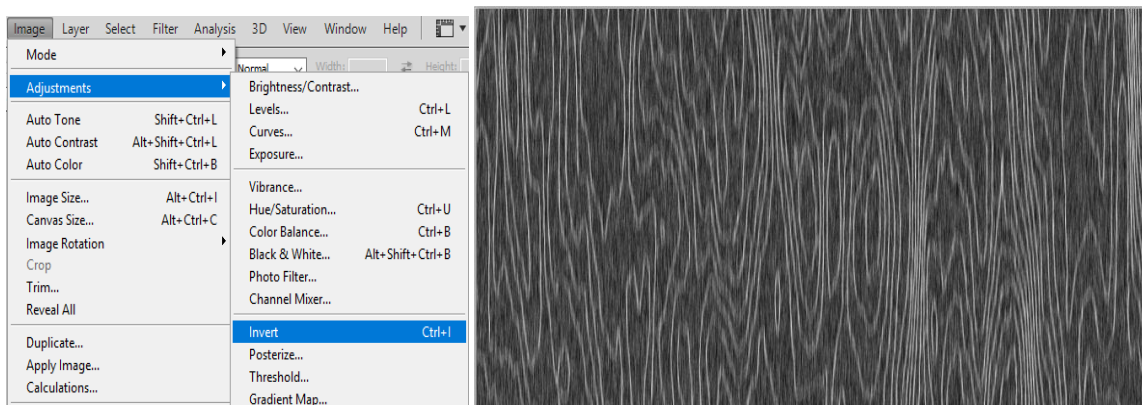 Image Layer Select Filter Analysis 3D View Window Help
Mode
Normal Width: Height:
Adjustments
Brightness/Contrast...
Levels... Ctrl+L
Auto Tone Shift+Ctrl+L
Curves... Ctrl+M
Auto Contrast Alt+Shift+Ctrl+L
Exposure...
Auto Color Shift+Ctrl+B
Vibrance...
Image Size... Alt+Ctrl+I
Hue/Saturation... Ctrl+U
Canvas Size... Alt+Ctrl+C
Color Balance... Ctrl+B
Image Rotation
Black & White... Alt+Shift+Ctrl+B
Crop
Photo Filter...
Trim...
Channel Mixer...
Reveal All
Invert Ctrl+I
Duplicate...
Posterize...
Apply Image...
Threshold...
Calculations...
Gradient Map...